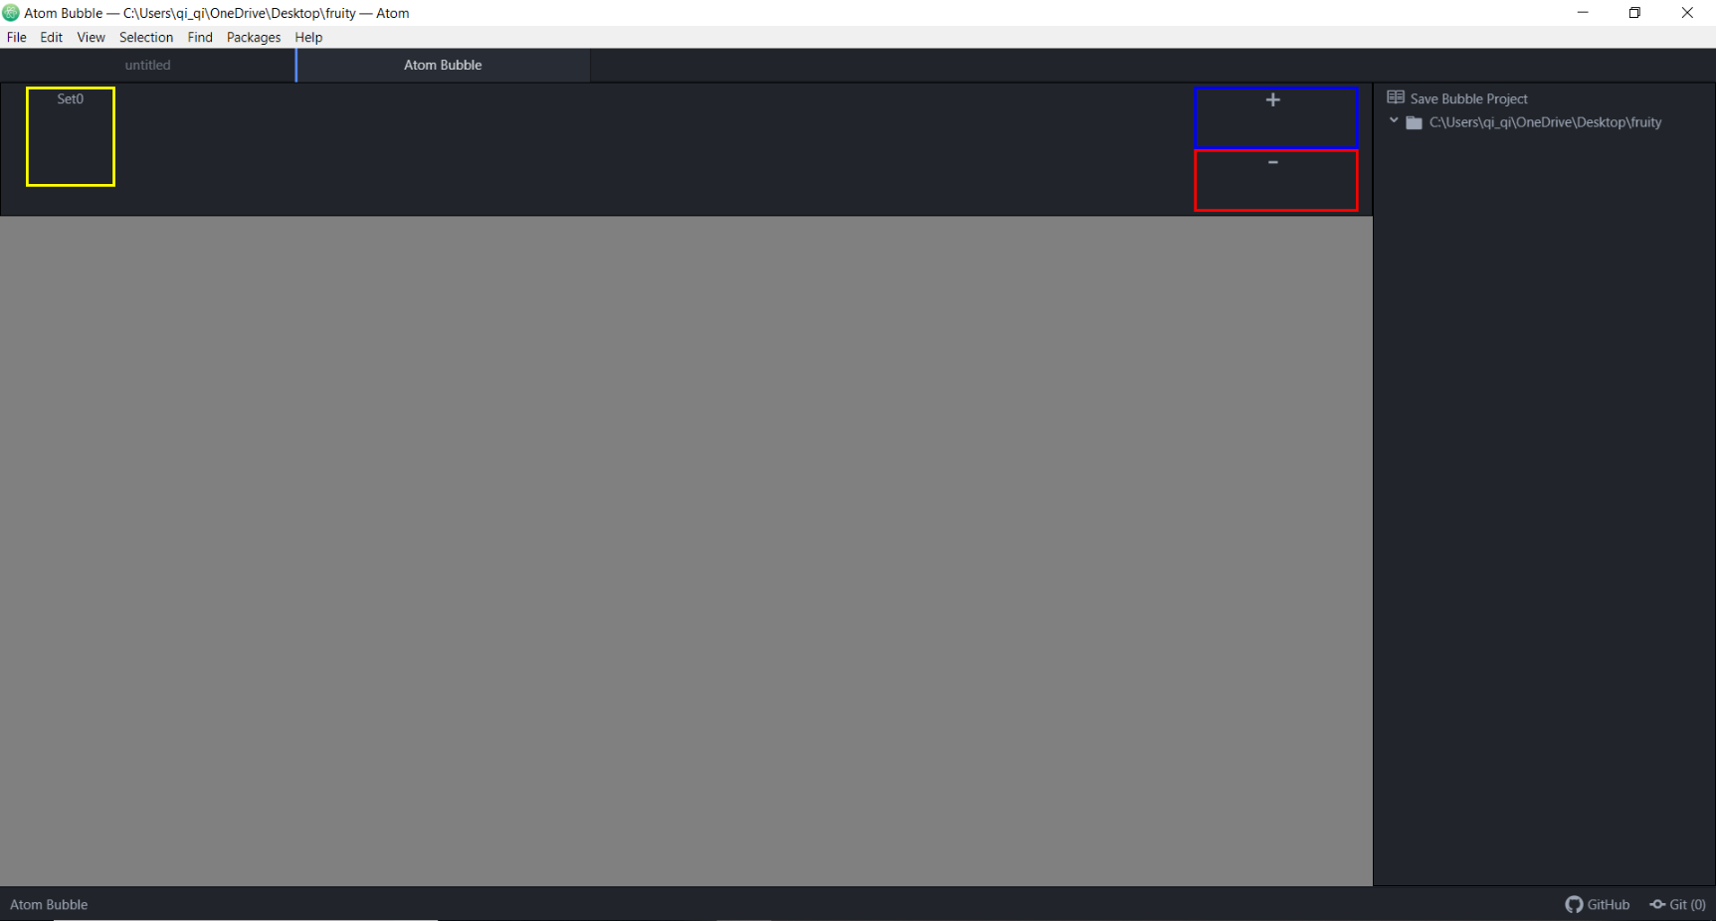 Atom Bubble — C:\Users\qi_qi\OneDrive\Desktop\fruity — Atom
File Edit View Selection Find Packages Help
untitled Atom Bubble
Set0
+
-
Save Bubble Project
C:\Users\qi_qi\OneDrive\Desktop\fruity
Atom Bubble
GitHub Git (0)